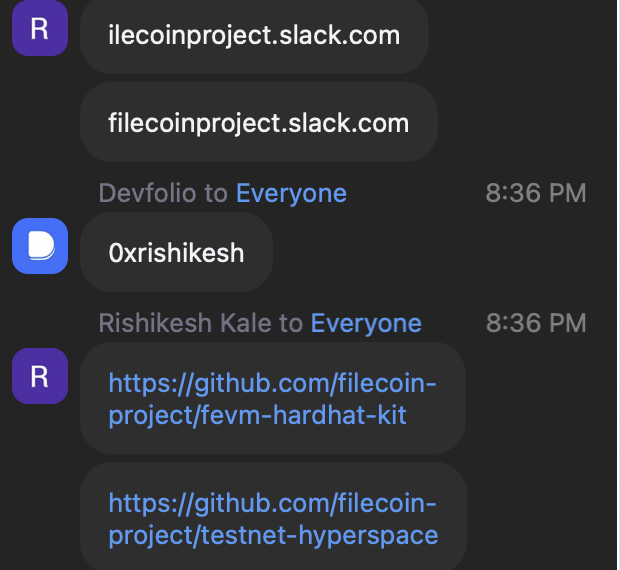 R
ilecoinproject.slack.com
filecoinproject.slack.com
Devfolio to Everyone 8:36 PM
0xrishikesh
Rishikesh Kale to Everyone 8:36 PM
R
https://github.com/filecoin-
project/fevm-hardhat-kit
https://github.com/filecoin-
project/testnet-hyperspace